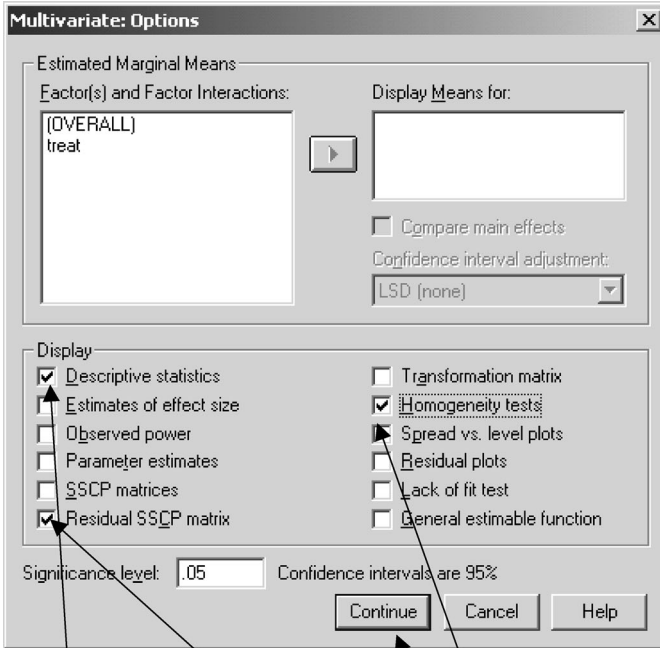 Multivariate: Options
Estimated Marginal Means
Factor(s) and Factor Interactions:
(OVERALL)
treat
Display Means for:
Compare main effects
Confidence interval adjustment:
LSD (none)
Display
Descriptive statistics
Estimates of effect size
Observed power
Parameter estimates
SSCP matrices
Residual SSCP matrix
Transformation matrix
Homogeneity tests
Spread vs. level plots
Residual plots
Lack of fit test
General estimable function
Significance level: .05 Confidence intervals are 95%
Continue Cancel Help